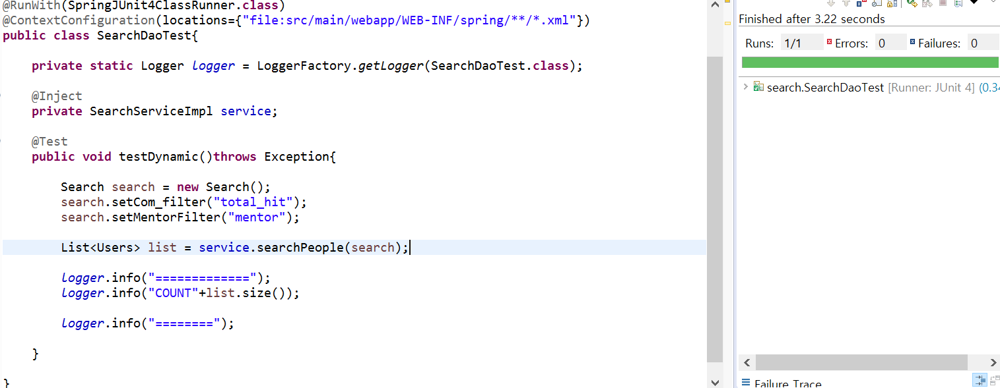 @RunWith(SpringJUnit4ClassRunner.class)
@ContextConfiguration(locations={"file:src/main/webapp/WEB-INF/spring/**/*.xml"})
public class SearchDaoTest{
private static Logger logger = LoggerFactory.getLogger(SearchDaoTest.class);
@Inject
private SearchServiceImpl service;
@Test
public void testDynamic()throws Exception{
Search search = new Search();
search.setCom_filter("total_hit");
search.setMentorFilter("mentor");
List<Users> list = service.searchPeople(search);
logger.info("=============");
logger.info("COUNT"+list.size());
logger.info("========");
}
}
Finished after 3.22 seconds
Runs: 1/1 Errors: 0 Failures: 0
search.SearchDaoTest [Runner: JUnit 4] (0.34
Failure Trace